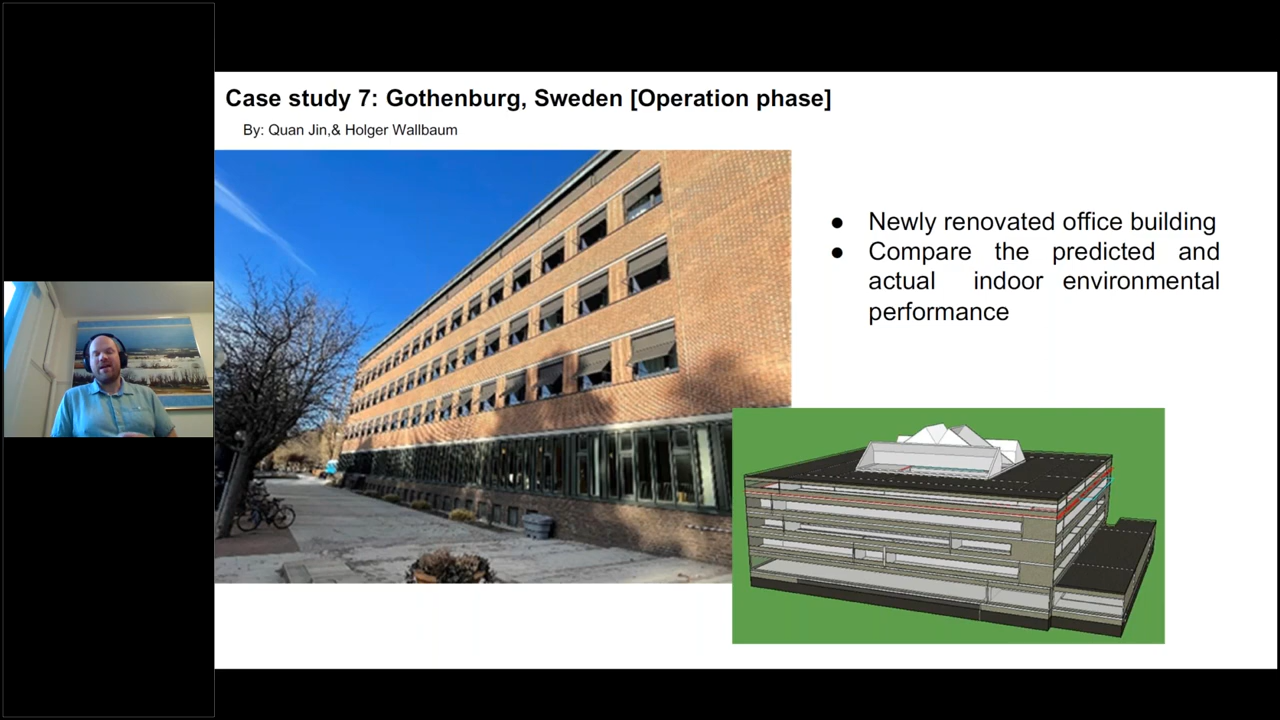 Case study 7: Gothenburg, Sweden [Operation phase]
By: Quan Jin,& Holger Wallbaum
● Newly renovated office building
● Compare the predicted and
actual indoor environmental
performance